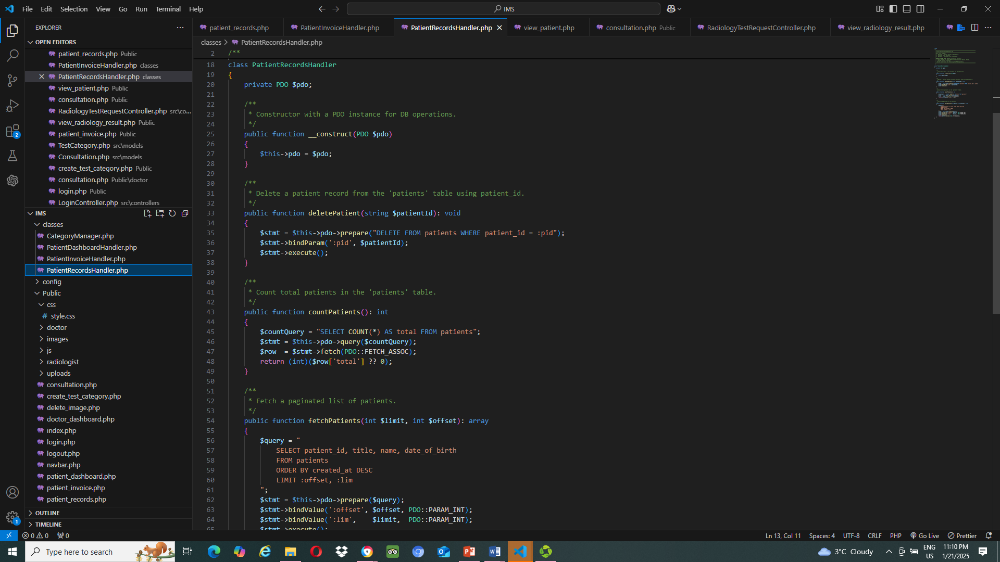 File Edit Selection View Go Run Terminal Help
IMS
EXPLORER
OPEN EDITORS
patient_records.php Public
PatientInvoiceHandler.php classes
PatientRecordsHandler.php classes
view_patient.php Public
consultation.php Public
RadiologyTestRequestController.php src\co...
view_radiology_result.php Public
patient_invoice.php Public
TestCategory.php src\models
Consultation.php src\models
create_test_category.php Public
consultation.php Public\doctor
login.php Public
LoginController.php src\controllers
IMS
classes
CategoryManager.php
PatientDashboardHandler.php
PatientInvoiceHandler.php
PatientRecordsHandler.php
config
Public
css
# style.css
doctor
images
js
radiologist
uploads
consultation.php
create_test_category.php
delete_image.php
doctor_dashboard.php
index.php
login.php
logout.php
navbar.php
patient_dashboard.php
patient_invoice.php
patient_records.php
OUTLINE
TIMELINE
2
1
patient_records.php PatientInvoiceHandler.php PatientRecordsHandler.php view_patient.php consultation.php Public RadiologyTestRequestController.php view_radiology_result.php
classes > PatientRecordsHandler.php
2 /**
18 class PatientRecordsHandler
19 {
20 private PDO $pdo;
21
22 /**
23 * Constructor with a PDO instance for DB operations.
24 */
25 public function __construct(PDO $pdo)
26 {
27 $this->pdo = $pdo;
28 }
29
30 /**
31 * Delete a patient record from the 'patients' table using patient_id.
32 */
33 public function deletePatient(string $patientId): void
34 {
35 $stmt = $this->pdo->prepare("DELETE FROM patients WHERE patient_id = :pid");
36 $stmt->bindParam(':pid', $patientId);
37 $stmt->execute();
38 }
39
40 /**
41 * Count total patients in the 'patients' table.
42 */
43 public function countPatients(): int
44 {
45 $countQuery = "SELECT COUNT(*) AS total FROM patients";
46 $stmt = $this->pdo->query($countQuery);
47 $row  = $stmt->fetch(PDO::FETCH_ASSOC);
48 return (int)($row['total'] ?? 0);
49 }
50
51 /**
52 * Fetch a paginated list of patients.
53 */
54 public function fetchPatients(int $limit, int $offset): array
55 {
56 $query = "
57 SELECT patient_id, title, name, date_of_birth
58 FROM patients
59 ORDER BY created_at DESC
60 LIMIT :offset, :lim
61 ";
62 $stmt = $this->pdo->prepare($query);
63 $stmt->bindValue(':offset', $offset, PDO::PARAM_INT);
64 $stmt->bindValue(':lim',    $limit,  PDO::PARAM_INT);
65 $stmt->execute();
0 0 0 Ln 13, Col 11 Spaces: 4 UTF-8 CRLF PHP Go Live Prettier
Type here to search
3°C Cloudy
ENG
US
11:10 PM
1/21/2025